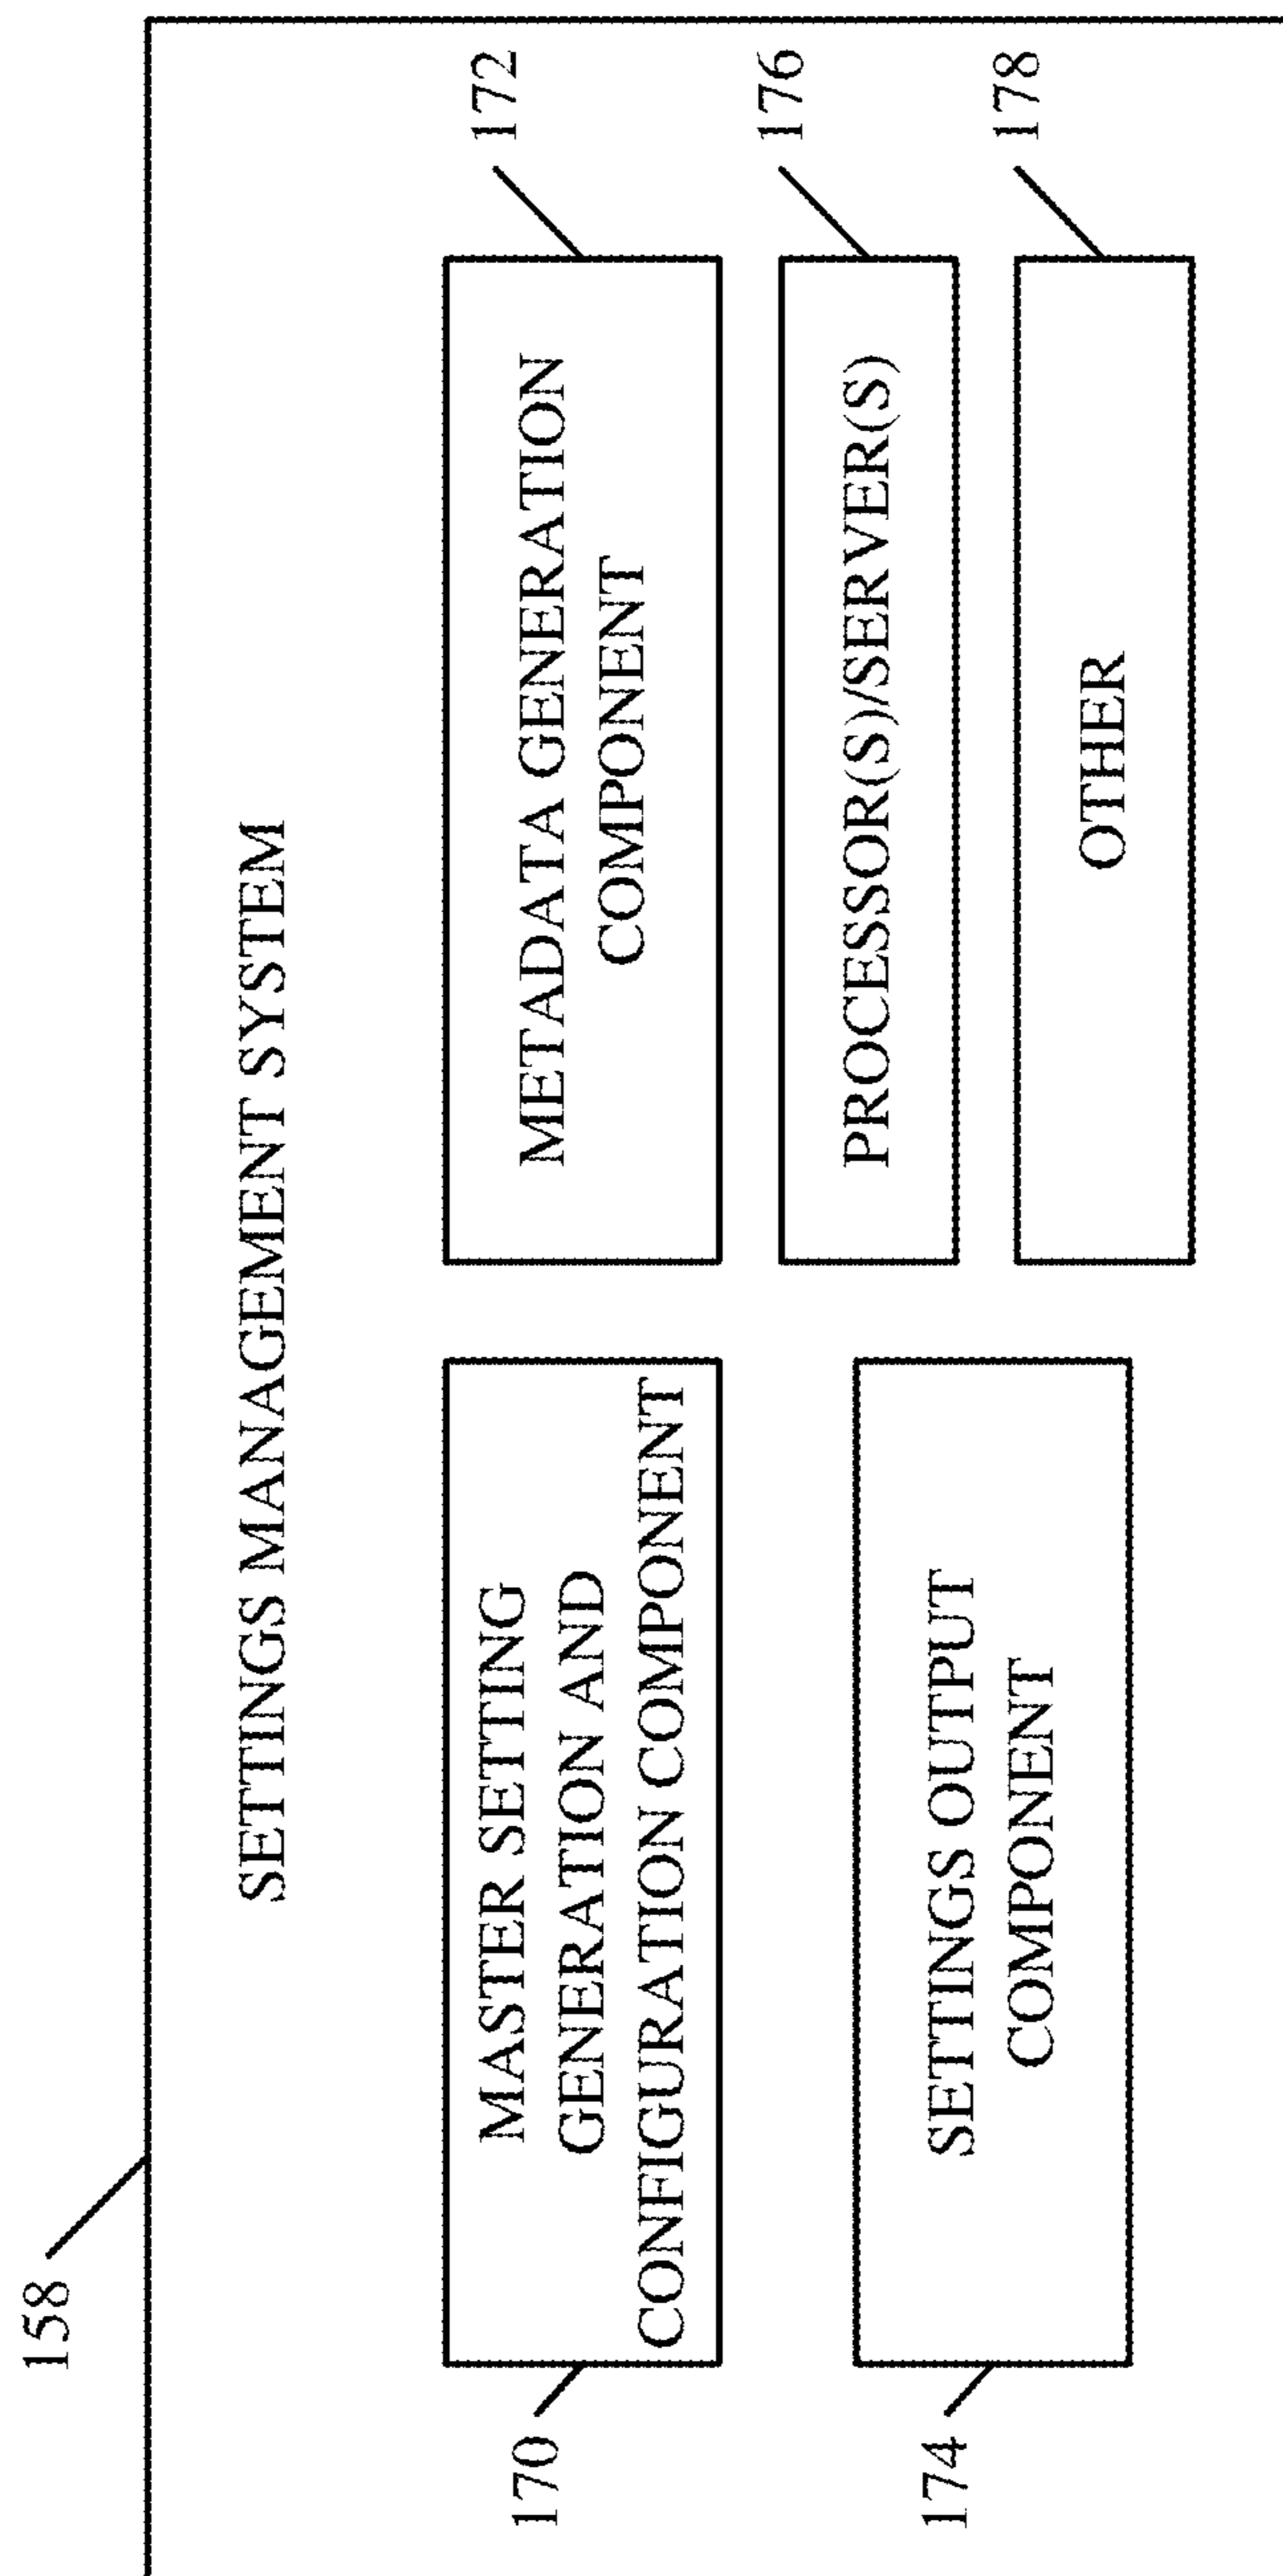 158
SETTINGS MANAGEMENT SYSTEM
170
MASTER SETTING
GENERATION AND
CONFIGURATION COMPONENT
METADATA GENERATION
COMPONENT
172
174
SETTINGS OUTPUT
COMPONENT
PROCESSOR(S)/SERVER(S)
176
OTHER
178